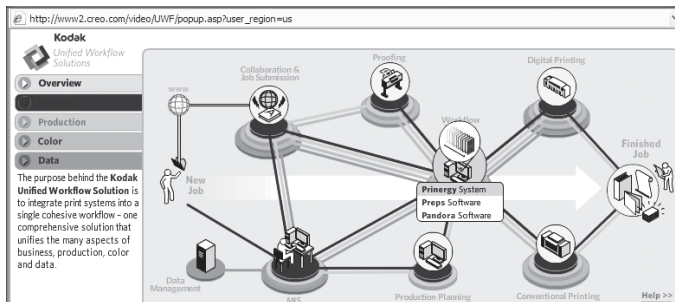 http://www2.creo.com/video/UWF/popup.asp?user_region=us
Kodak
Unified Workflow
Solutions
Overview
Production
Color
Data
The purpose behind the Kodak
Unified Workflow Solution is
to integrate print systems into a
single cohesive workflow – one
comprehensive solution that
unifies the many aspects of
business, production, color
and data.
www
Collaboration &
Job Submission
Proofing
Digital Printing
Workflow
New
Job
Finished
Job
Prinergy System
Preps Software
Pandora Software
Data
Management
MIS
Production Planning
Conventional Printing
Help >>